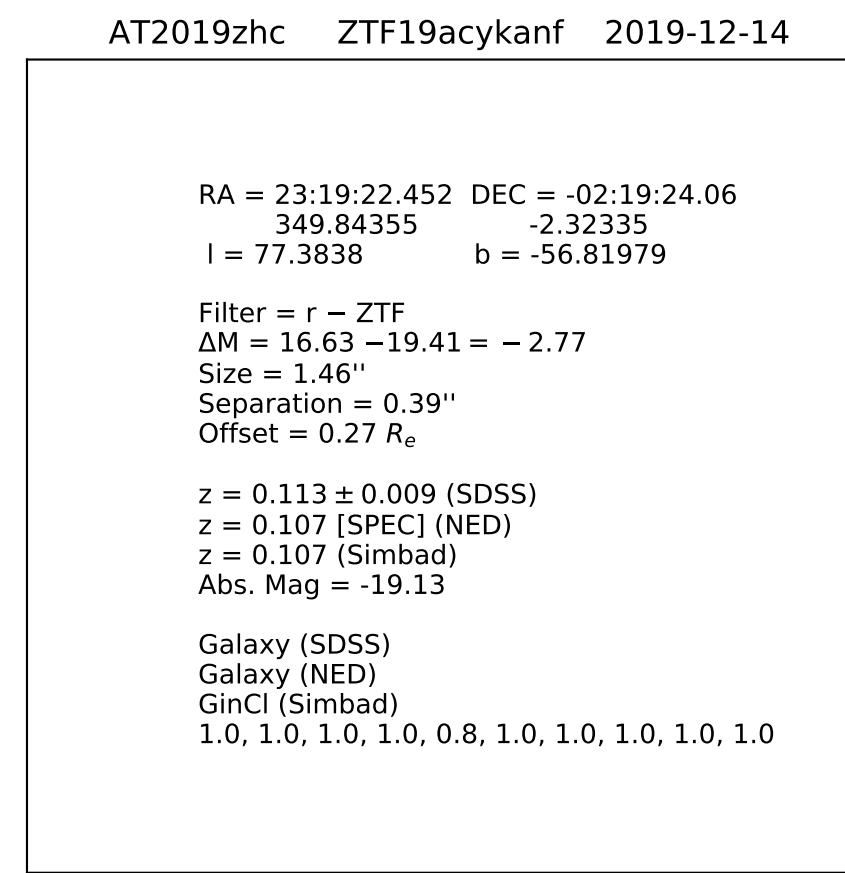 AT2019zhc ZTF19acykanf 2019-12-14
RA = 23:19:22.452 DEC = -02:19:24.06
349.84355 -2.32335
l = 77.3838 b = -56.81979
Filter = r − ZTF
ΔM = 16.63 −19.41 = − 2.77
Size = 1.46''
Separation = 0.39''
Offset = 0.27 Rₑ
z = 0.113 ± 0.009 (SDSS)
z = 0.107 [SPEC] (NED)
z = 0.107 (Simbad)
Abs. Mag = -19.13
Galaxy (SDSS)
Galaxy (NED)
GinCl (Simbad)
1.0, 1.0, 1.0, 1.0, 0.8, 1.0, 1.0, 1.0, 1.0, 1.0